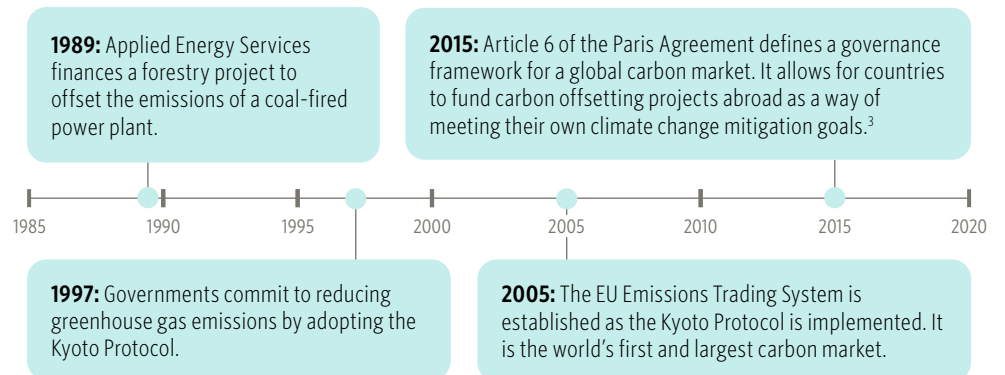 1989: Applied Energy Services
finances a forestry project to
offset the emissions of a coal-fired
power plant.
2015: Article 6 of the Paris Agreement defines a governance
framework for a global carbon market. It allows for countries
to fund carbon offsetting projects abroad as a way of
meeting their own climate change mitigation goals.³
1985 1990 1995 2000 2005 2010 2015 2020
1997: Governments commit to reducing
greenhouse gas emissions by adopting the
Kyoto Protocol.
2005: The EU Emissions Trading System is
established as the Kyoto Protocol is implemented. It
is the world’s first and largest carbon market.